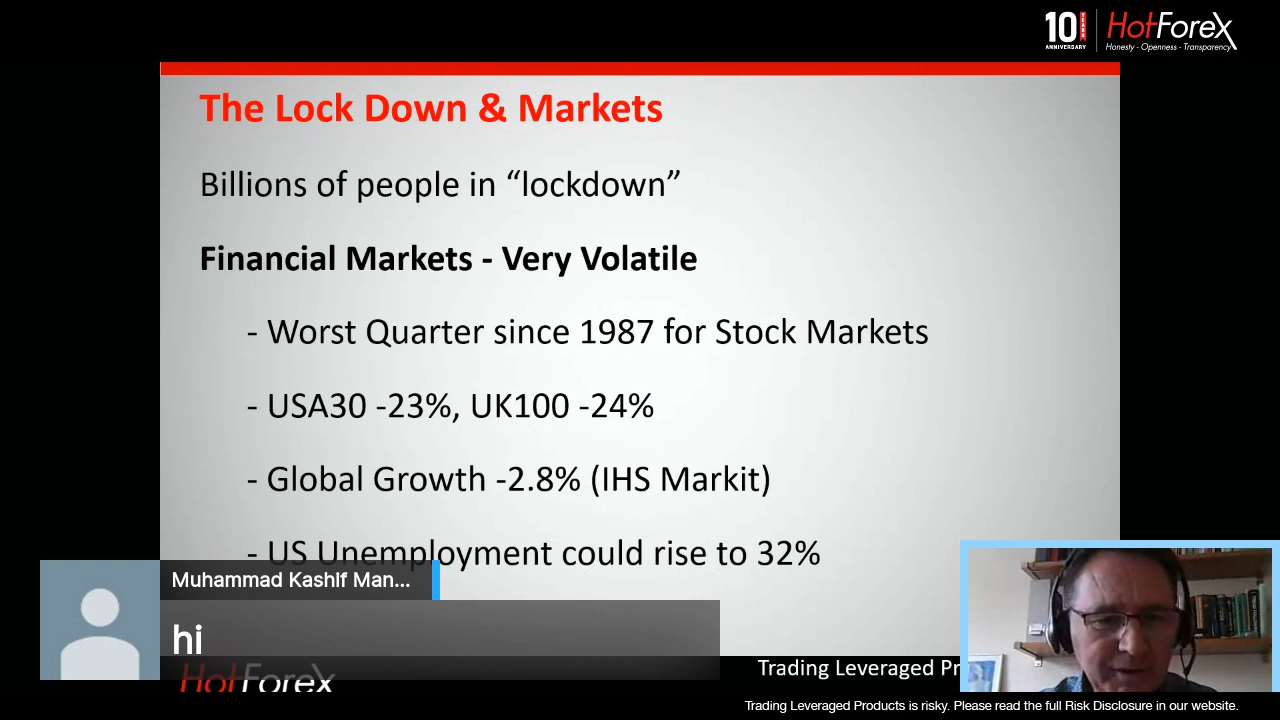 10 YEARS
ANNIVERSARY
HotForex
Honesty - Openness - Transparency
The Lock Down & Markets
Billions of people in “lockdown”
Financial Markets - Very Volatile
- Worst Quarter since 1987 for Stock Markets
- USA30 -23%, UK100 -24%
- Global Growth -2.8% (IHS Markit)
- US Unemployment could rise to 32%
Muhammad Kashif Man...
hi
HotForex
Trading Leveraged
Trading Leveraged Products is risky. Please read the full Risk Disclosure in our website.